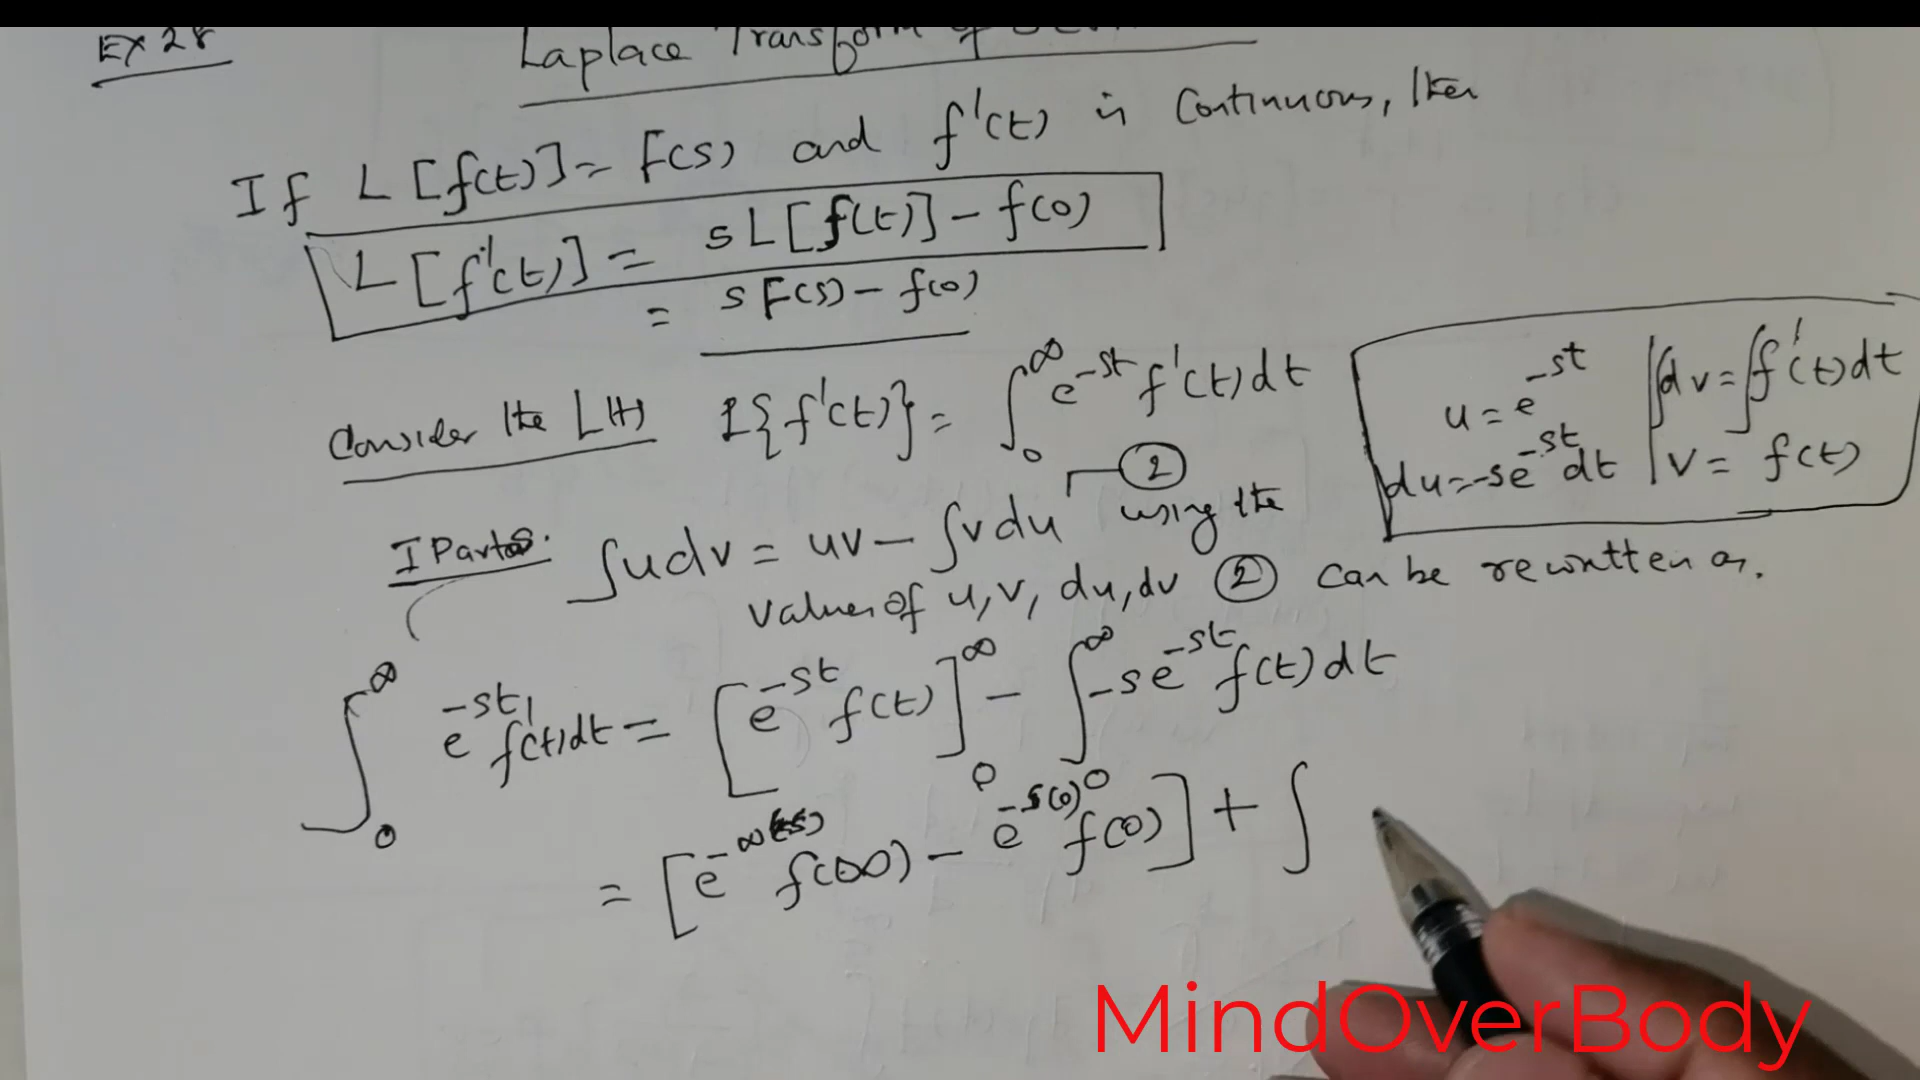 EX 28
Laplace Transform of
If L[f(t)] = F(s) and f'(t) is continuous, then
L[f'(t)] = sL[f(t)] - f(0)
= sF(s) - f(0)
Consider the L{f'(t)} = ∫₀^∞ e^-st f'(t)dt
②
u = e^-st | ∫dv = ∫f'(t)dt
du = -se^-st dt | v = f(t)
I Parts. ∫udv = uv - ∫vdu using the
values of u, v, du, dv ② can be rewritten as.
∫₀^∞ e^-st f'(t)dt = [e^-st f(t)]₀^∞ - ∫₀^∞ -se^-st f(t)dt
= [e^-∞(s) f(∞) - e^-s(0) f(0)] + ∫
MindOverBody